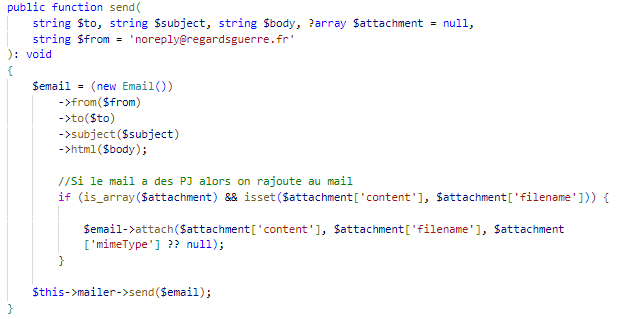 public function send(
string $to, string $subject, string $body, ?array $attachment = null,
string $from = 'noreply@regardsguerre.fr'
): void
{
$email = (new Email())
->from($from)
->to($to)
->subject($subject)
->html($body);
//Si le mail a des PJ alors on rajoute au mail
if (is_array($attachment) && isset($attachment['content'], $attachment['filename'])) {
$email->attach($attachment['content'], $attachment['filename'], $attachment
['mimeType'] ?? null);
}
$this->mailer->send($email);
}